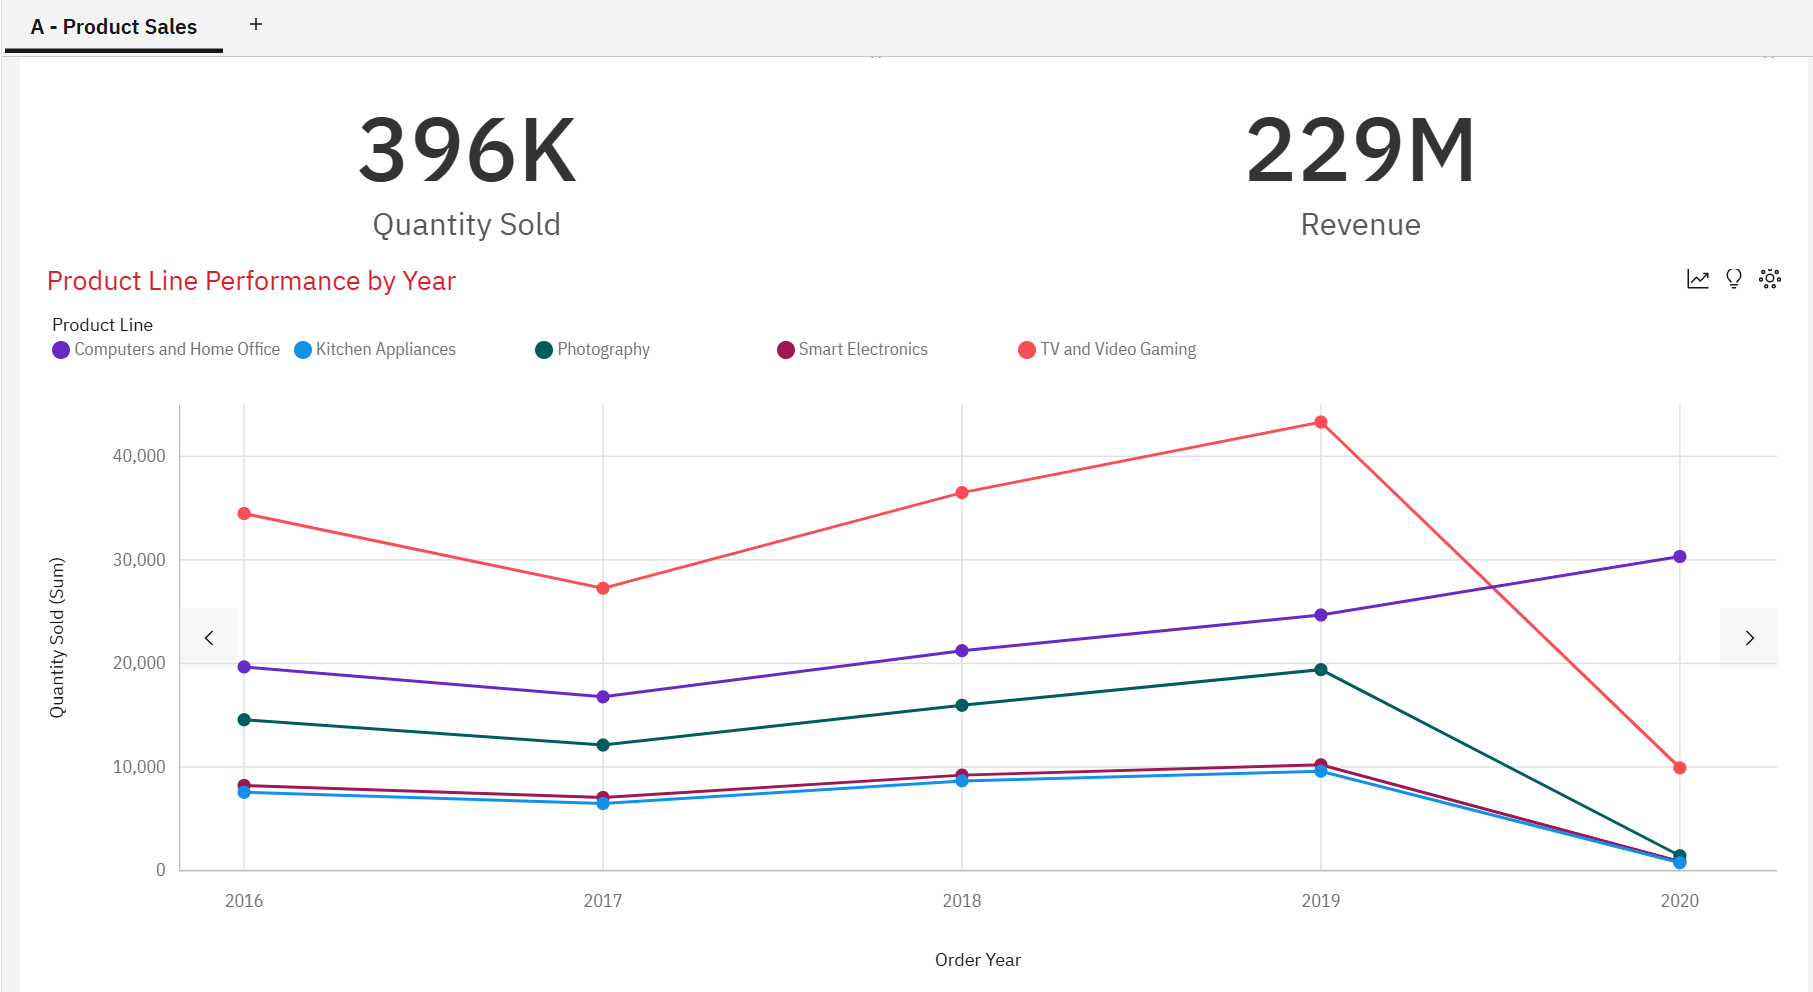 A - Product Sales +
396K
Quantity Sold
229M
Revenue
Product Line Performance by Year
Product Line
Computers and Home Office Kitchen Appliances Photography Smart Electronics TV and Video Gaming
Quantity Sold (Sum)
40,000
30,000
20,000
10,000
0
2016 2017 2018 2019 2020
Order Year